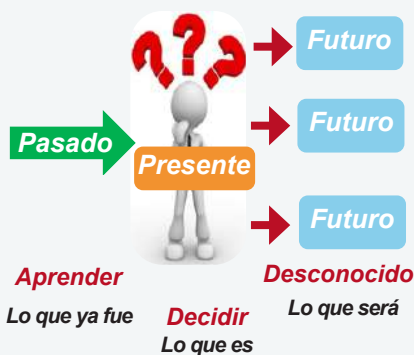 ???
Futuro
Futuro
Pasado
Presente
Futuro
Aprender
Desconocido
Lo que ya fue
Decidir
Lo que será
Lo que es